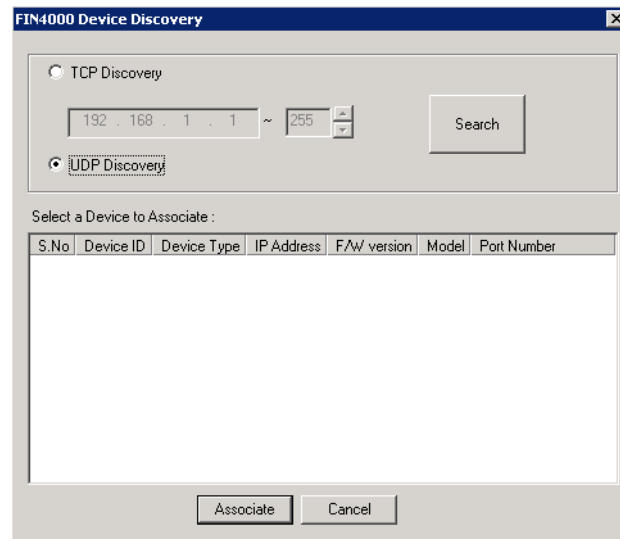 FIN4000 Device Discovery
TCP Discovery
192 . 168 . 1 . 1 ~ 255
Search
UDP Discovery
Select a Device to Associate :
S.No Device ID Device Type IP Address F/W version Model Port Number
Associate Cancel